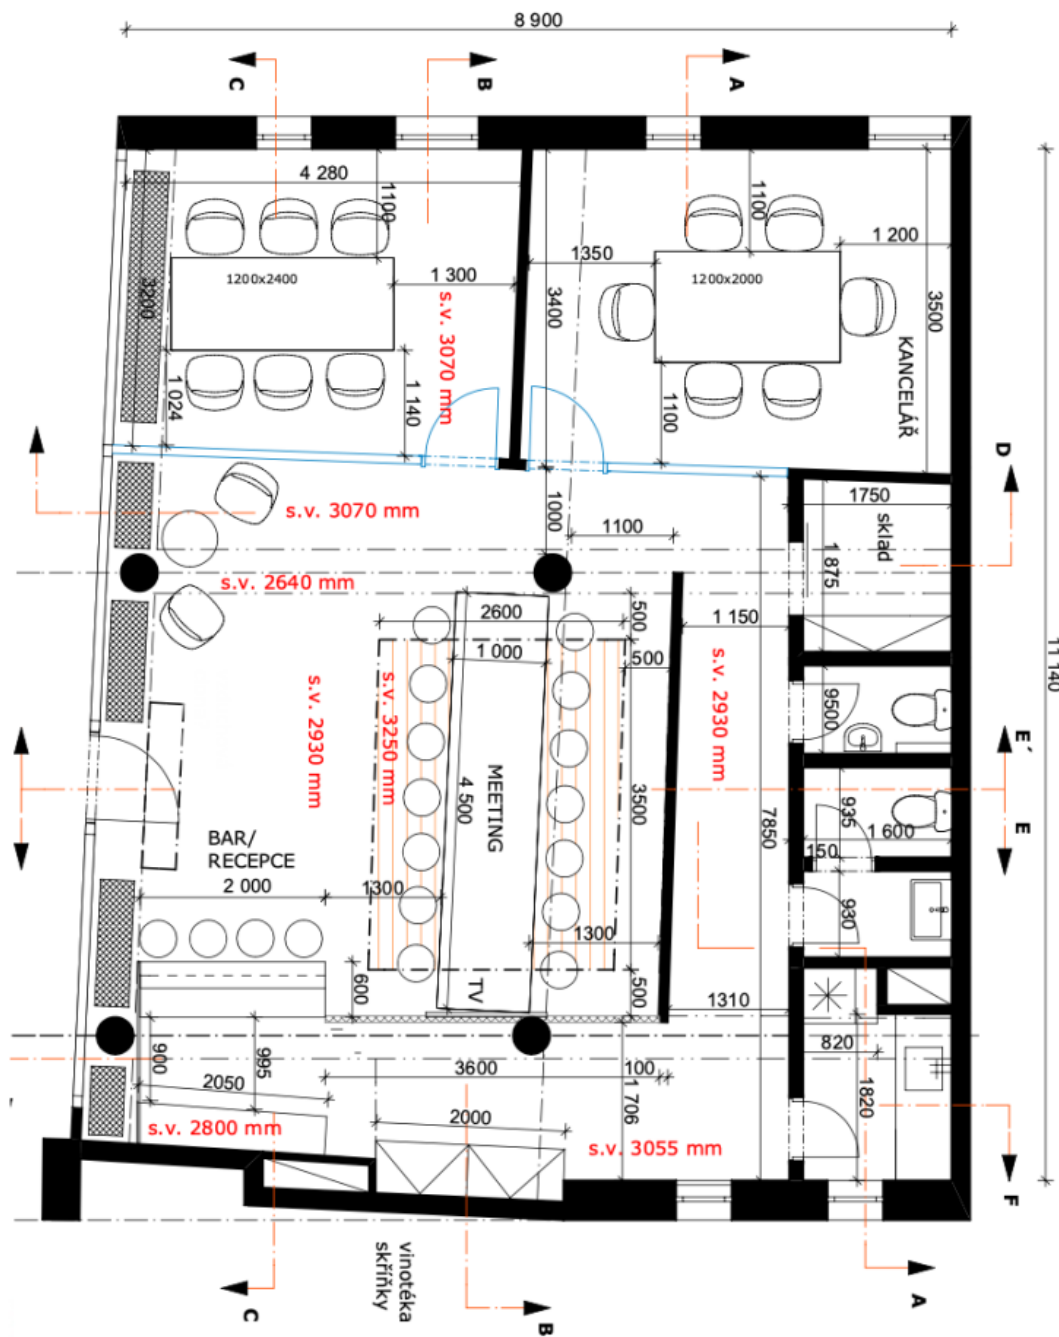 8 900
C
B
A
4 280
1100
1100
1 200
1200x2400
1 300
1350
1200x2000
3200
3400
3500
s.v. 3070 mm
KANCELÁŘ
1 024
1 140
1100
D
s.v. 3070 mm
1000
1100
1750
sklad
1 875
s.v. 2640 mm
2600
500
1 150
11 140
1 000
500
s.v. 2930 mm
s.v. 3250 mm
s.v. 2930 mm
9500
E´
MEETING
4 500
3500
7850
935
E
BAR/
RECEPCE
1 600
150
2 000
1300
930
1300
TV
600
500
1310
820
900
995
3600
100
2050
1 706
1820
2000
s.v. 2800 mm
s.v. 3055 mm
F
vinotéka
skříňky
C
B
A